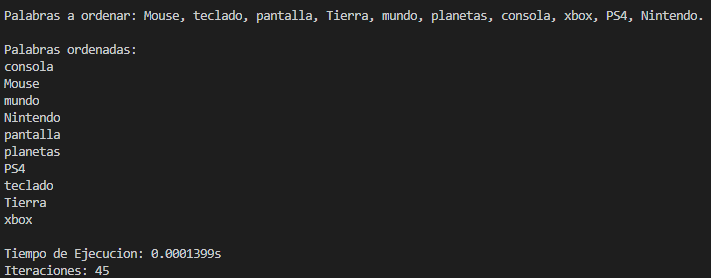 Palabras a ordenar: Mouse, teclado, pantalla, Tierra, mundo, planetas, consola, xbox, PS4, Nintendo.
Palabras ordenadas:
consola
Mouse
mundo
Nintendo
pantalla
planetas
PS4
teclado
Tierra
xbox
Tiempo de Ejecucion: 0.0001399s
Iteraciones: 45